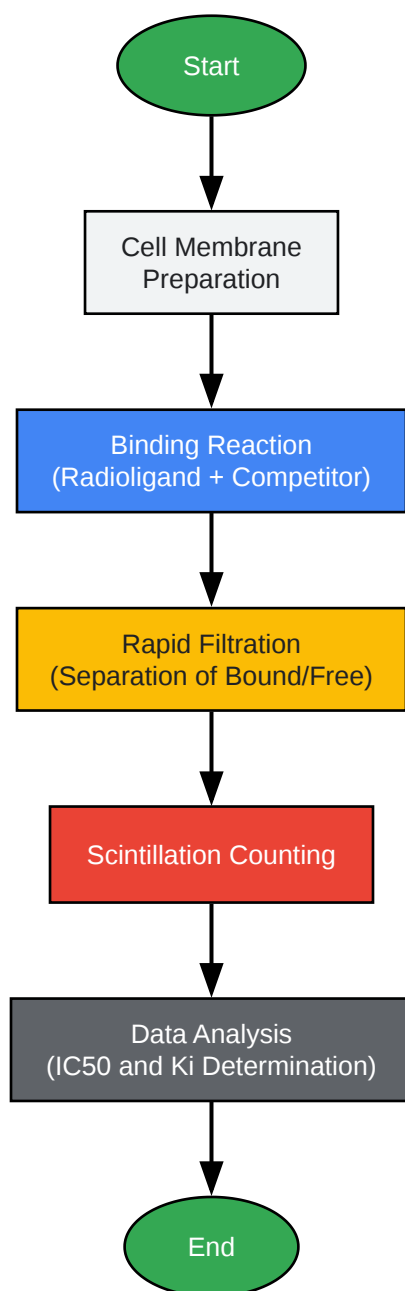 Start
Cell Membrane
Preparation
Binding Reaction
(Radioligand + Competitor)
Rapid Filtration
(Separation of Bound/Free)
Scintillation Counting
Data Analysis
(IC50 and Ki Determination)
End